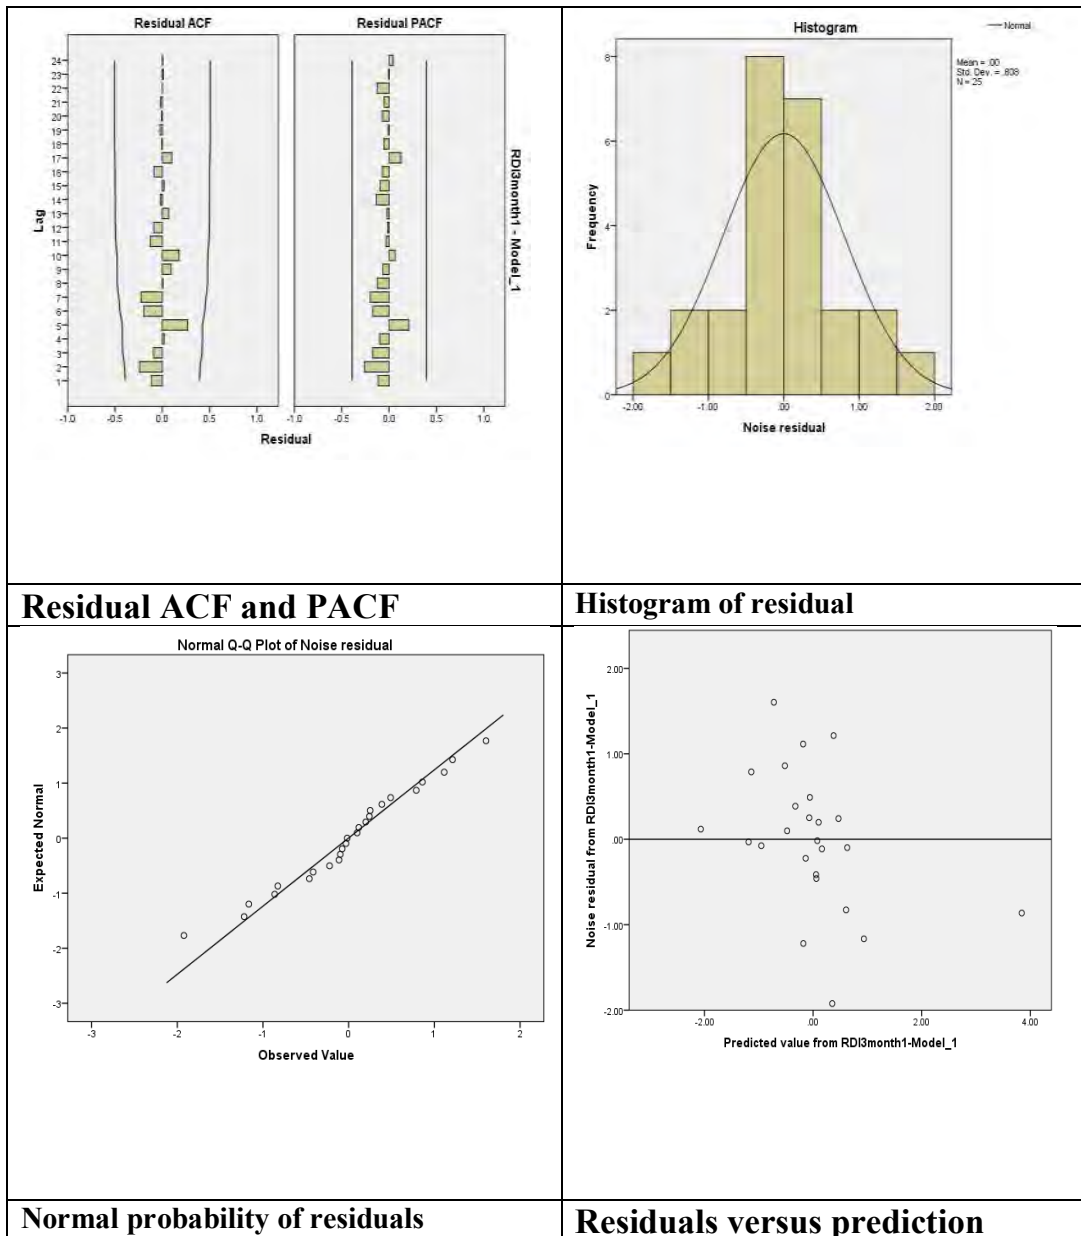 Residual ACF
Residual PACF
Lag
24
23
22
21
20
19
18
17
16
15
14
13
12
11
10
9
8
7
6
5
4
3
2
1
-1.0 -0.5 0.0 0.5 1.0
-1.0 -0.5 0.0 0.5 1.0
Residual
RDI3month1 - Model_1
Histogram
Normal
Mean = .00
Std. Dev. = .808
N = 25
Frequency
8
6
4
2
0
-2.00 -1.00 .00 1.00 2.00
Noise residual
Residual ACF and PACF
Histogram of residual
Normal Q-Q Plot of Noise residual
Expected Normal
3
2
1
0
-1
-2
-3
-3 -2 -1 0 1 2
Observed Value
Noise residual from RDI3month1-Model_1
2.00
1.00
.00
-1.00
-2.00
-2.00 .00 2.00 4.00
Predicted value from RDI3month1-Model_1
Normal probability of residuals
Residuals versus prediction